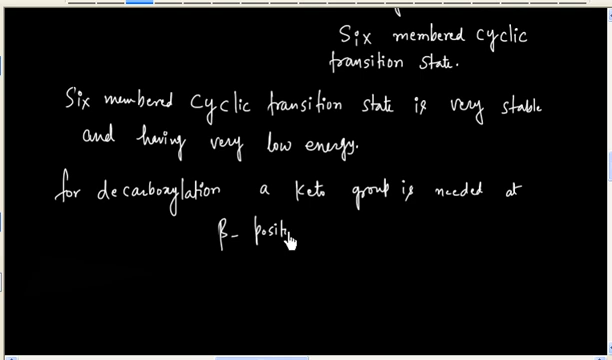 Six membered cyclic
transition state.
Six membered cyclic transition state is very stable
and having very low energy.
for decarboxylation a keto group is needed at
β- posit